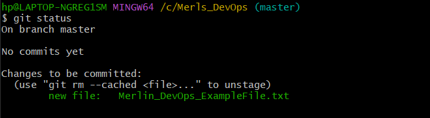 hp@LAPTOP-NGREG1SM MINGW64 /c/Merls_DevOps (master)
$ git status
On branch master
No commits yet
Changes to be committed:
  (use "git rm --cached <file>..." to unstage)
        new file:   Merlin_DevOps_ExampleFile.txt